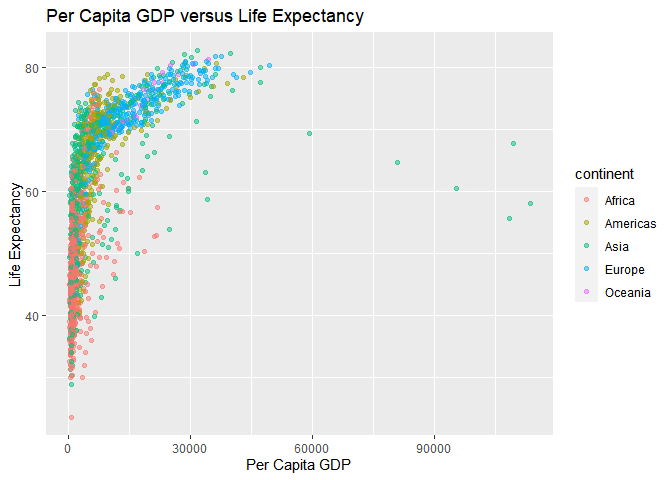 Per Capita GDP versus Life Expectancy
80
60
40
Life Expectancy
0
30000
60000
90000
Per Capita GDP
continent
Africa
Americas
Asia
Europe
Oceania